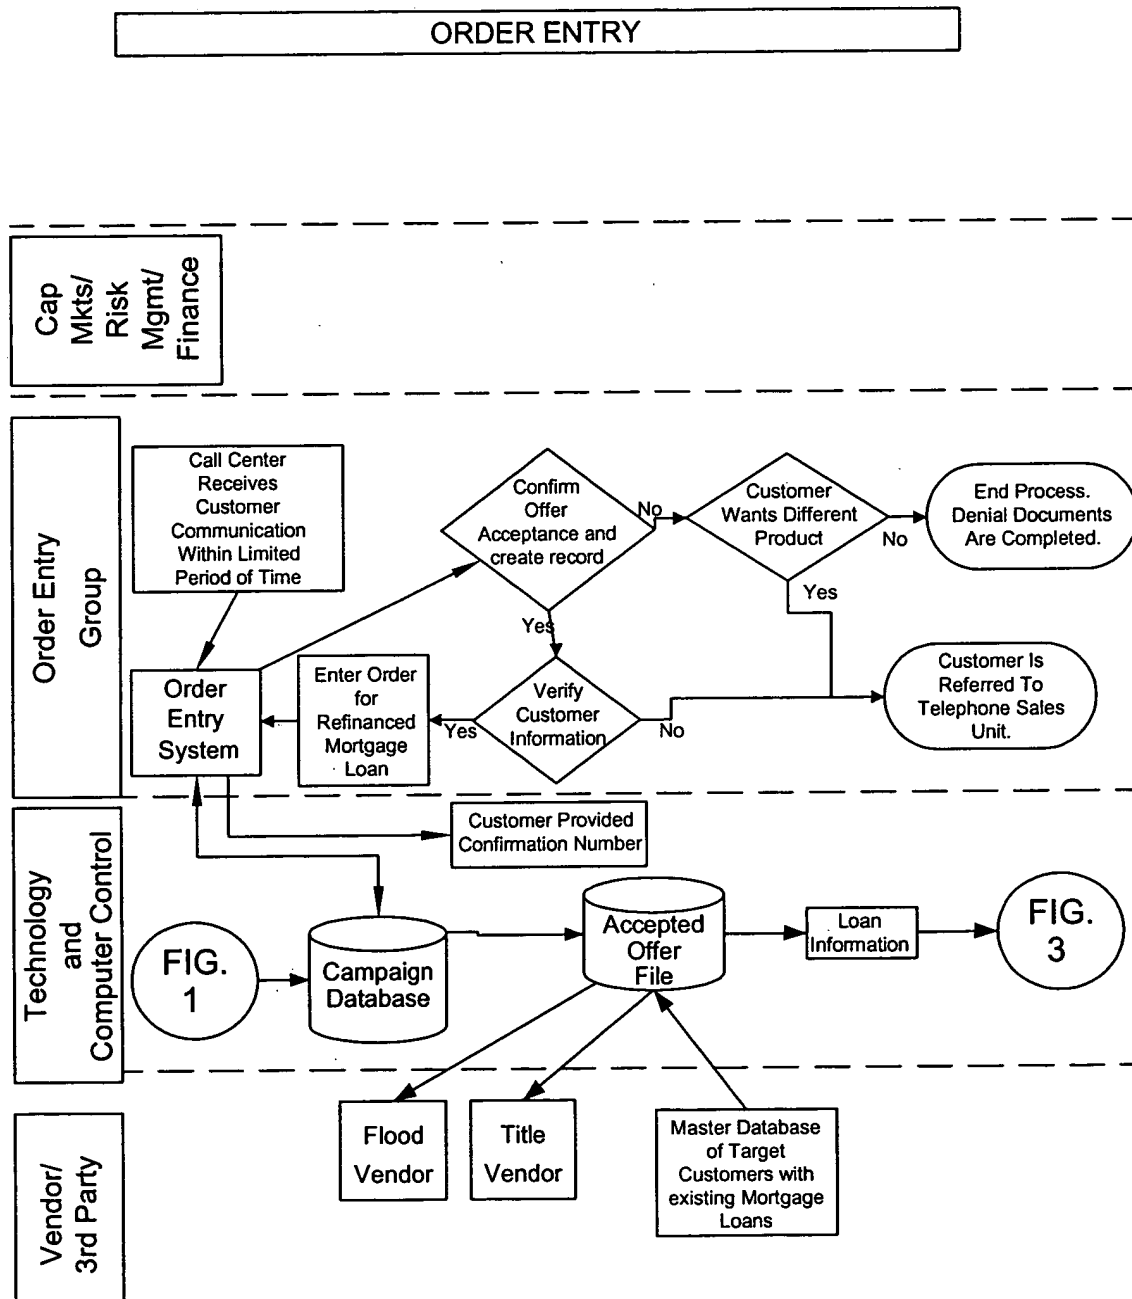 ORDER ENTRY
Cap
Mkts/
Risk
Mgmt/
Finance
Order Entry
Group
Call Center
Receives
Customer
Communication
Within Limited
Period of Time
Confirm
Offer
Acceptance and
create record
No
Customer
Wants Different
Product
No
End Process.
Denial Documents
Are Completed.
Yes
Yes
Order
Entry
System
Enter Order
for
Refinanced
Mortgage
Loan
Yes
Verify
Customer
Information
No
Customer Is
Referred To
Telephone Sales
Unit.
Technology
and
Computer Control
Customer Provided
Confirmation Number
FIG.
1
Campaign
Database
Accepted
Offer
File
Loan
Information
FIG.
3
Vendor/
3rd Party
Flood
Vendor
Title
Vendor
Master Database
of Target
Customers with
existing Mortgage
Loans